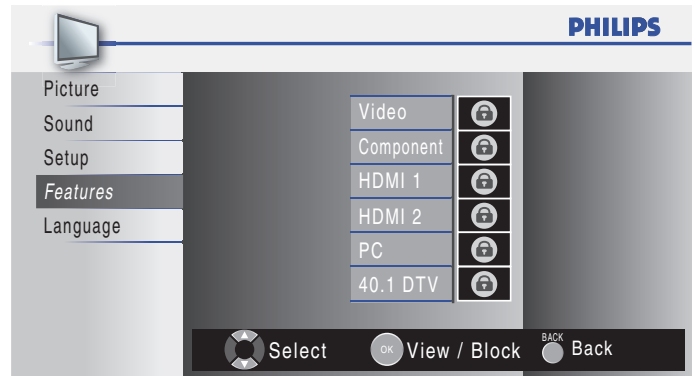 PHILIPS
Picture
Sound
Setup
Features
Language
Video
Component
HDMI 1
HDMI 2
PC
40.1 DTV
Select
OK View / Block
BACK Back